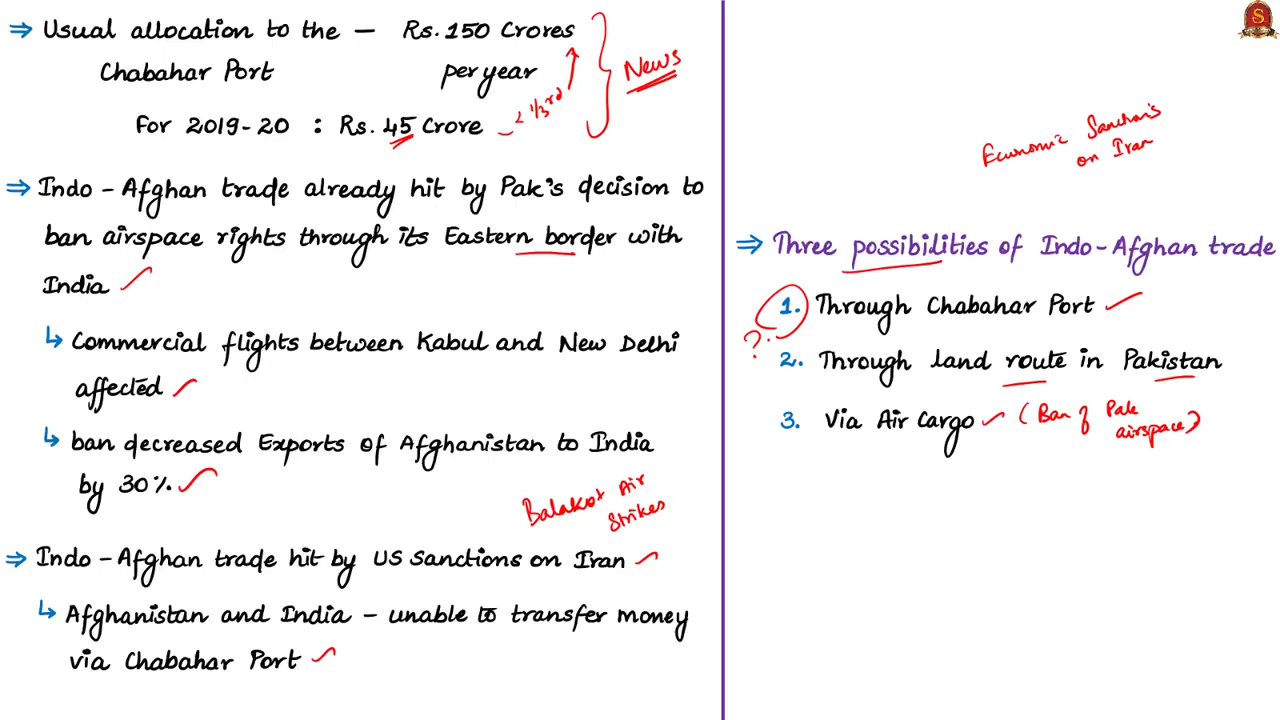 ⇒ Usual allocation to the — Rs. 150 Crores
Chabahar Port per year
For 2019-20 : Rs. 45 Crore
< 1/3rd
News
⇒ Indo-Afghan trade already hit by Pak's decision to
ban airspace rights through its Eastern border with
India
↳ Commercial flights between Kabul and New Delhi
affected
↳ ban decreased Exports of Afghanistan to India
by 30%
Balakot Air
Strikes
⇒ Indo-Afghan trade hit by US Sanctions on Iran
↳ Afghanistan and India - unable to transfer money
via Chabahar Port
S
Economic Sanctions
on Iran
⇒ Three possibilities of Indo-Afghan trade
1. Through Chabahar Port
?
2. Through land route in Pakistan
3. Via Air Cargo (Ban of Pak
airspace)